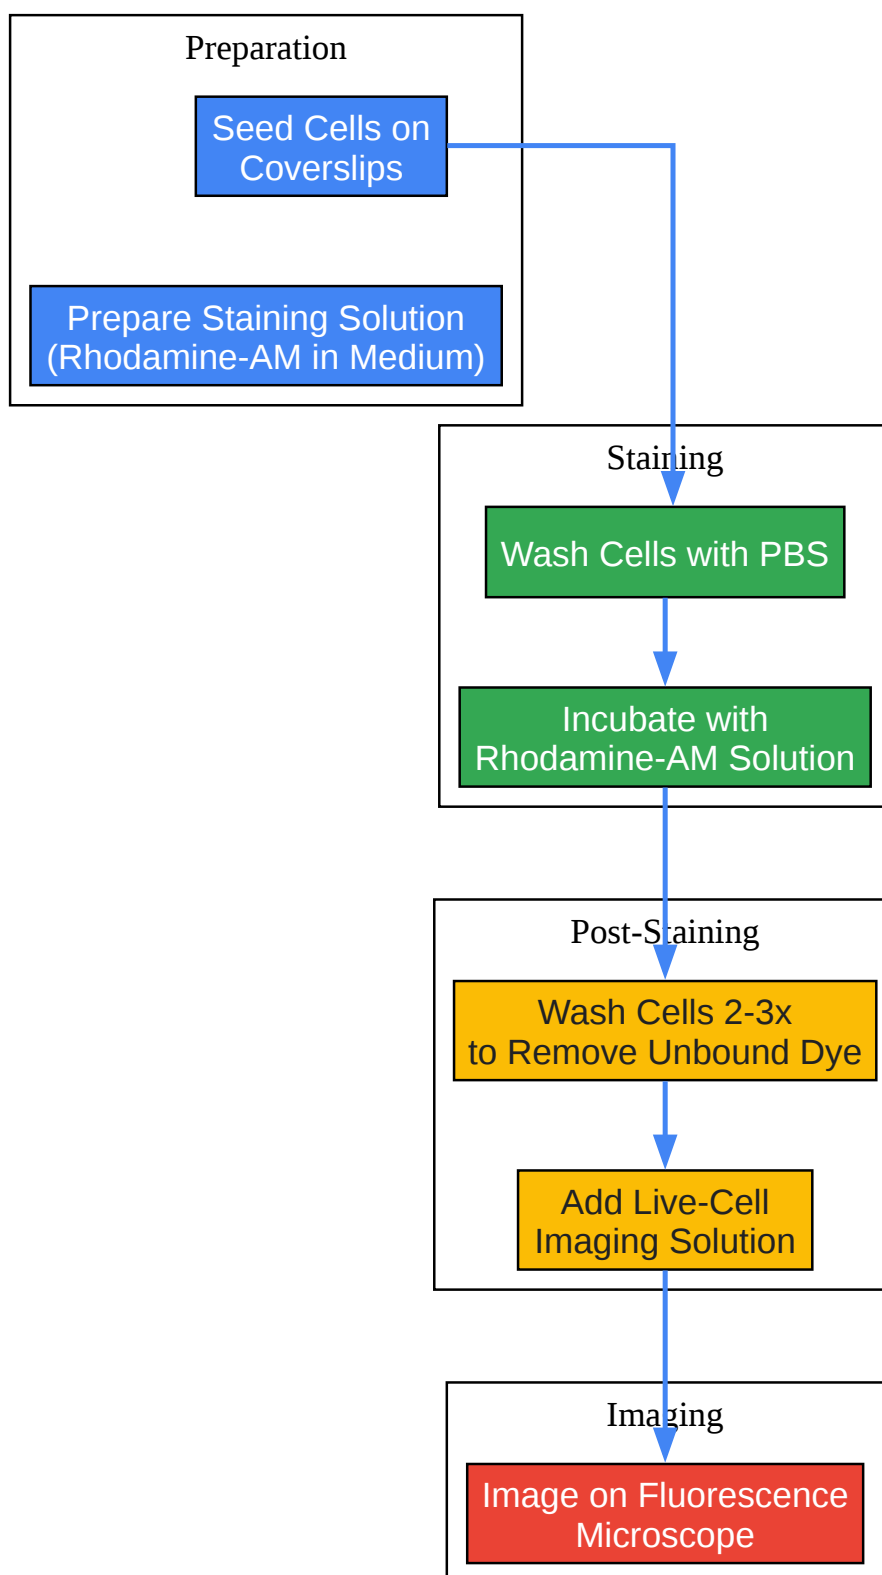 Preparation
Seed Cells on
Coverslips
Prepare Staining Solution
(Rhodamine-AM in Medium)
Staining
Wash Cells with PBS
Incubate with
Rhodamine-AM Solution
Post-Staining
Wash Cells 2-3x
to Remove Unbound Dye
Add Live-Cell
Imaging Solution
Imaging
Image on Fluorescence
Microscope